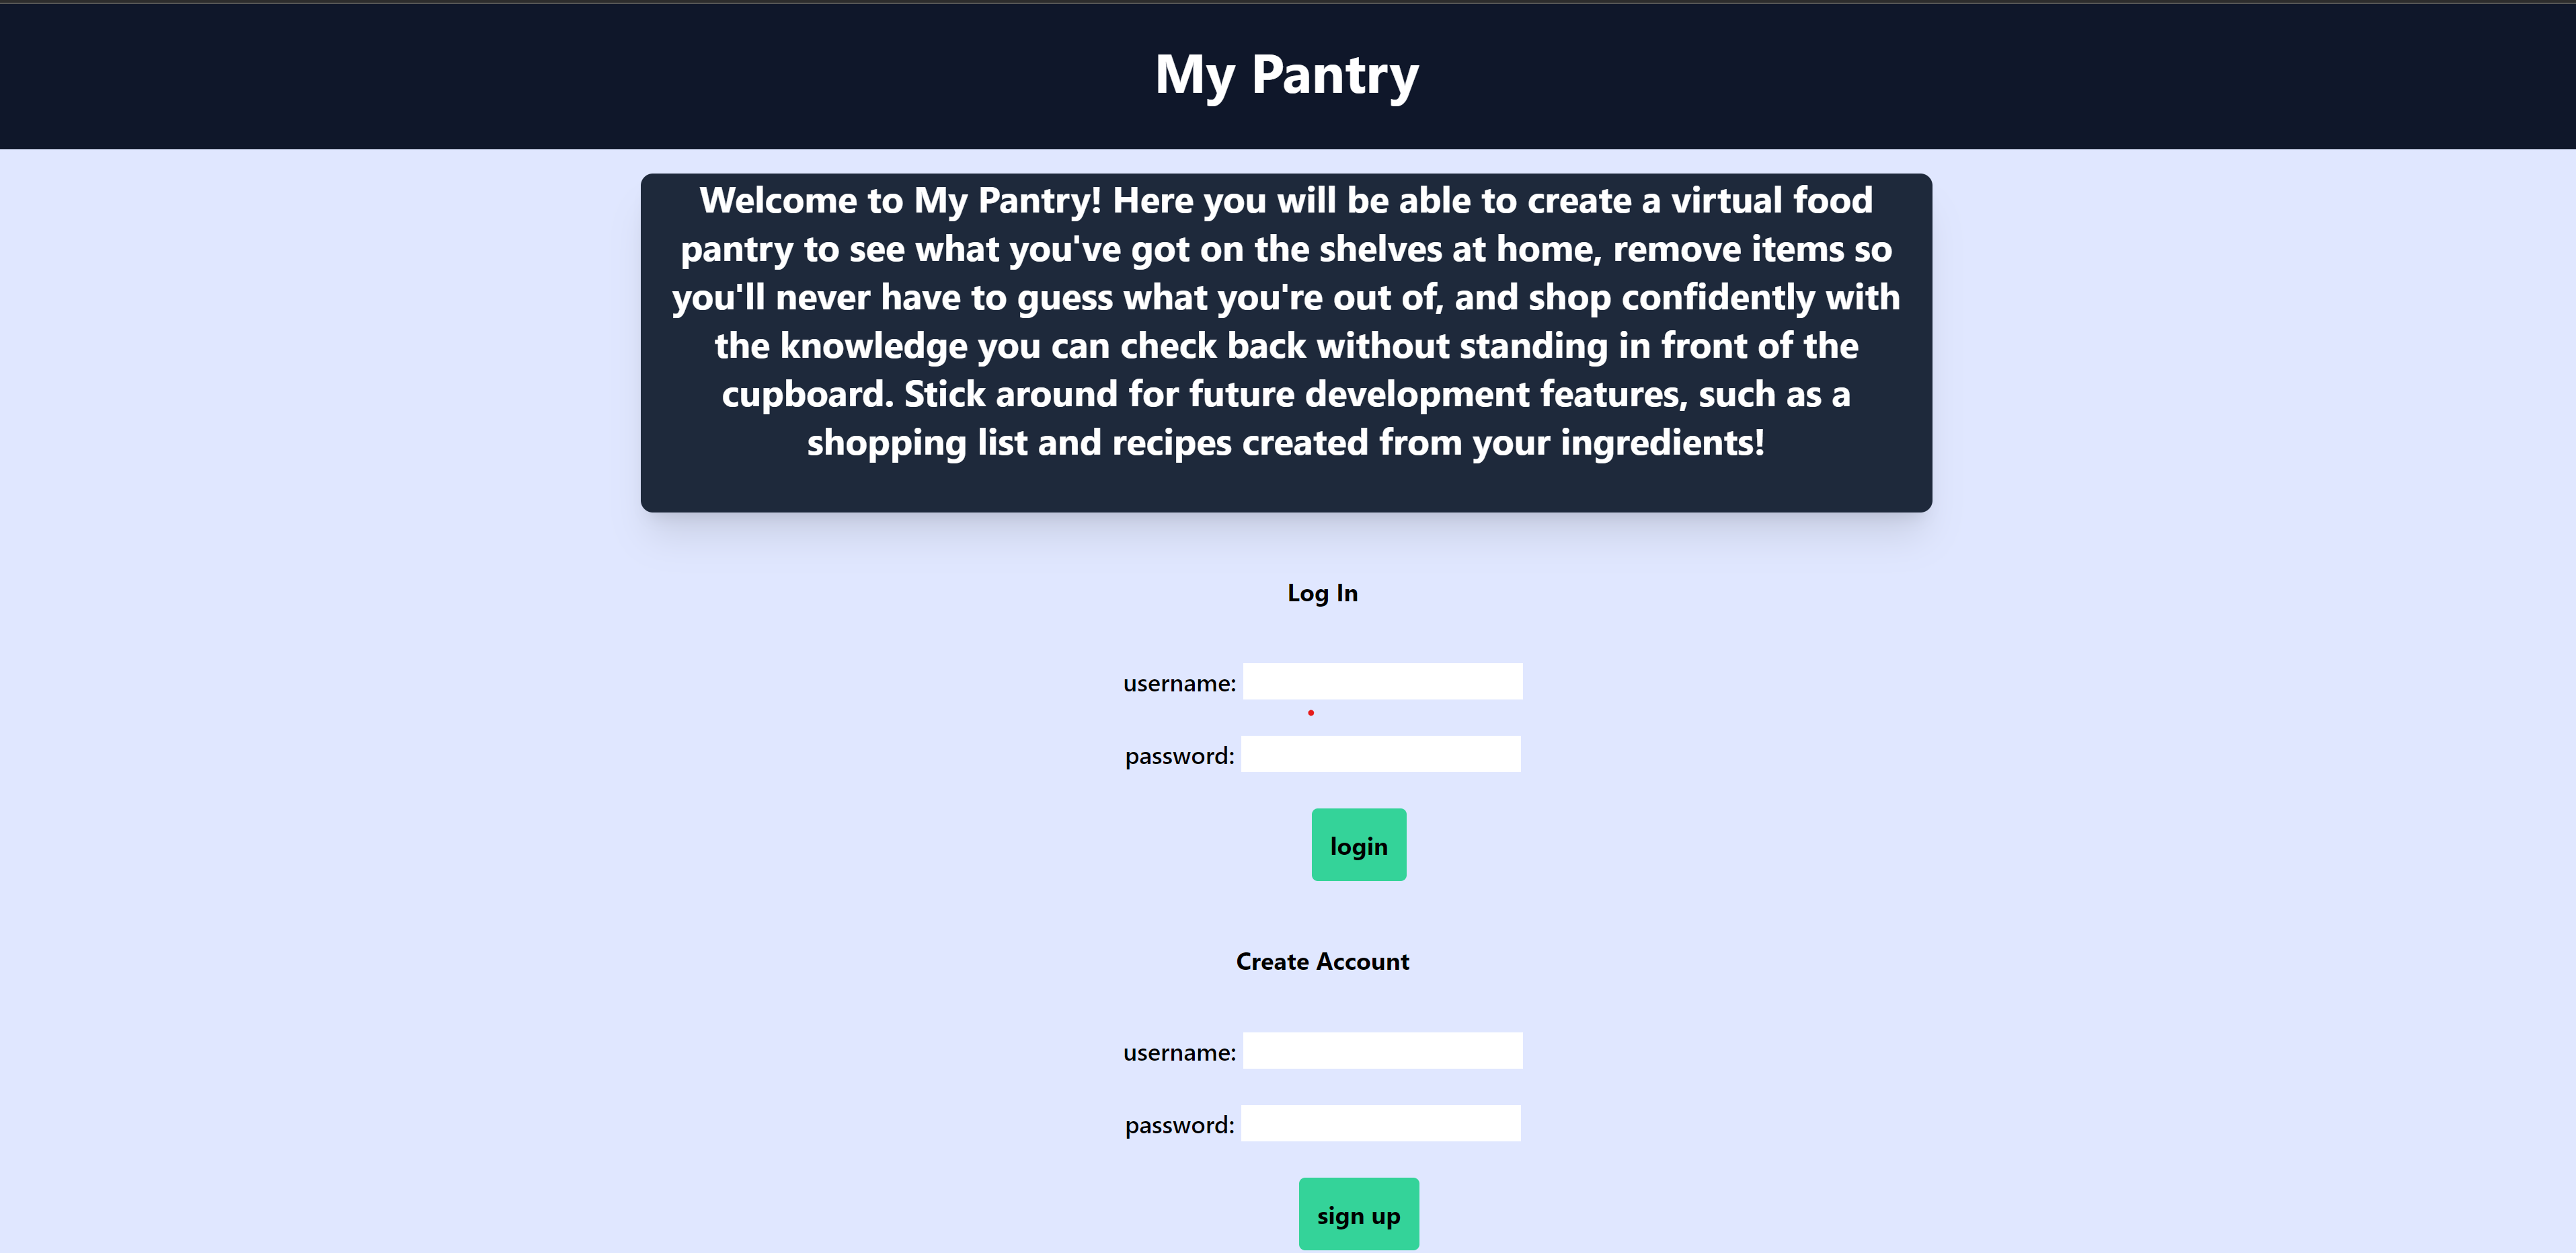 My Pantry
Welcome to My Pantry! Here you will be able to create a virtual food
pantry to see what you've got on the shelves at home, remove items so
you'll never have to guess what you're out of, and shop confidently with
the knowledge you can check back without standing in front of the
cupboard. Stick around for future development features, such as a
shopping list and recipes created from your ingredients!
Log In
username:
password:
login
Create Account
username:
password:
sign up